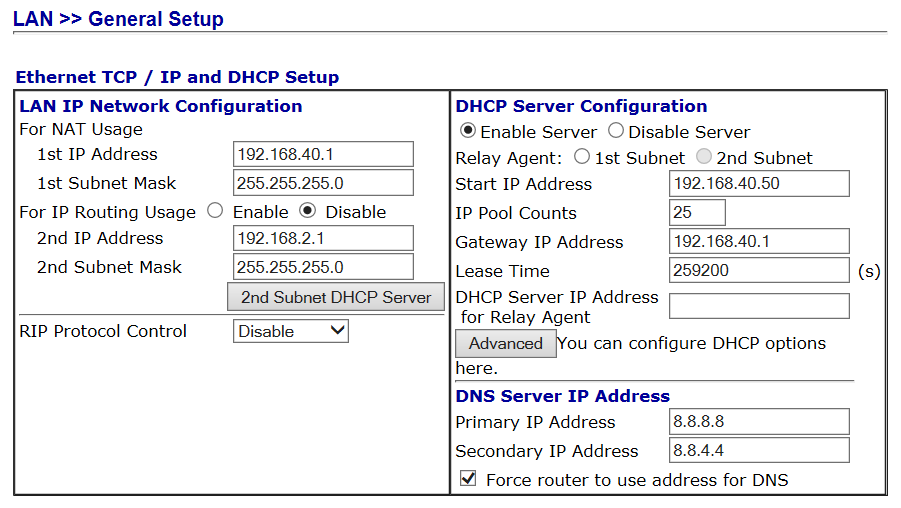 LAN >> General Setup
Ethernet TCP / IP and DHCP Setup
LAN IP Network Configuration
For NAT Usage
1st IP Address 192.168.40.1
1st Subnet Mask 255.255.255.0
For IP Routing Usage Enable Disable
2nd IP Address 192.168.2.1
2nd Subnet Mask 255.255.255.0
2nd Subnet DHCP Server
RIP Protocol Control Disable
DHCP Server Configuration
Enable Server Disable Server
Relay Agent: 1st Subnet 2nd Subnet
Start IP Address 192.168.40.50
IP Pool Counts 25
Gateway IP Address 192.168.40.1
Lease Time 259200 (s)
DHCP Server IP Address
for Relay Agent
Advanced You can configure DHCP options
here.
DNS Server IP Address
Primary IP Address 8.8.8.8
Secondary IP Address 8.8.4.4
Force router to use address for DNS